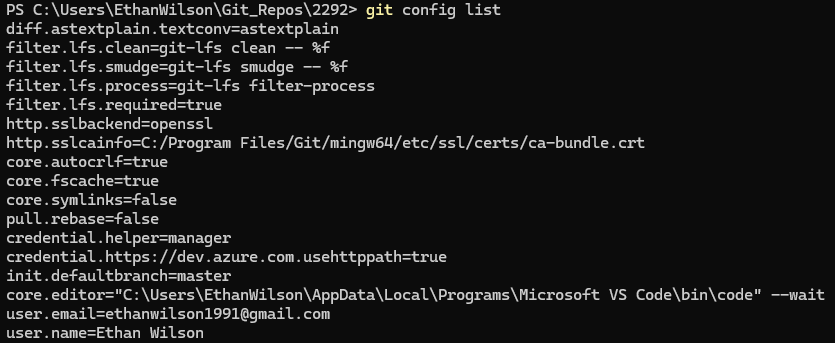 PS C:\Users\EthanWilson\Git_Repos\2292> git config list
diff.astextplain.textconv=astextplain
filter.lfs.clean=git-lfs clean -- %f
filter.lfs.smudge=git-lfs smudge -- %f
filter.lfs.process=git-lfs filter-process
filter.lfs.required=true
http.sslbackend=openssl
http.sslcainfo=C:/Program Files/Git/mingw64/etc/ssl/certs/ca-bundle.crt
core.autocrlf=true
core.fscache=true
core.symlinks=false
pull.rebase=false
credential.helper=manager
credential.https://dev.azure.com.usehttppath=true
init.defaultbranch=master
core.editor="C:\Users\EthanWilson\AppData\Local\Programs\Microsoft VS Code\bin\code" --wait
user.email=ethanwilson1991@gmail.com
user.name=Ethan Wilson